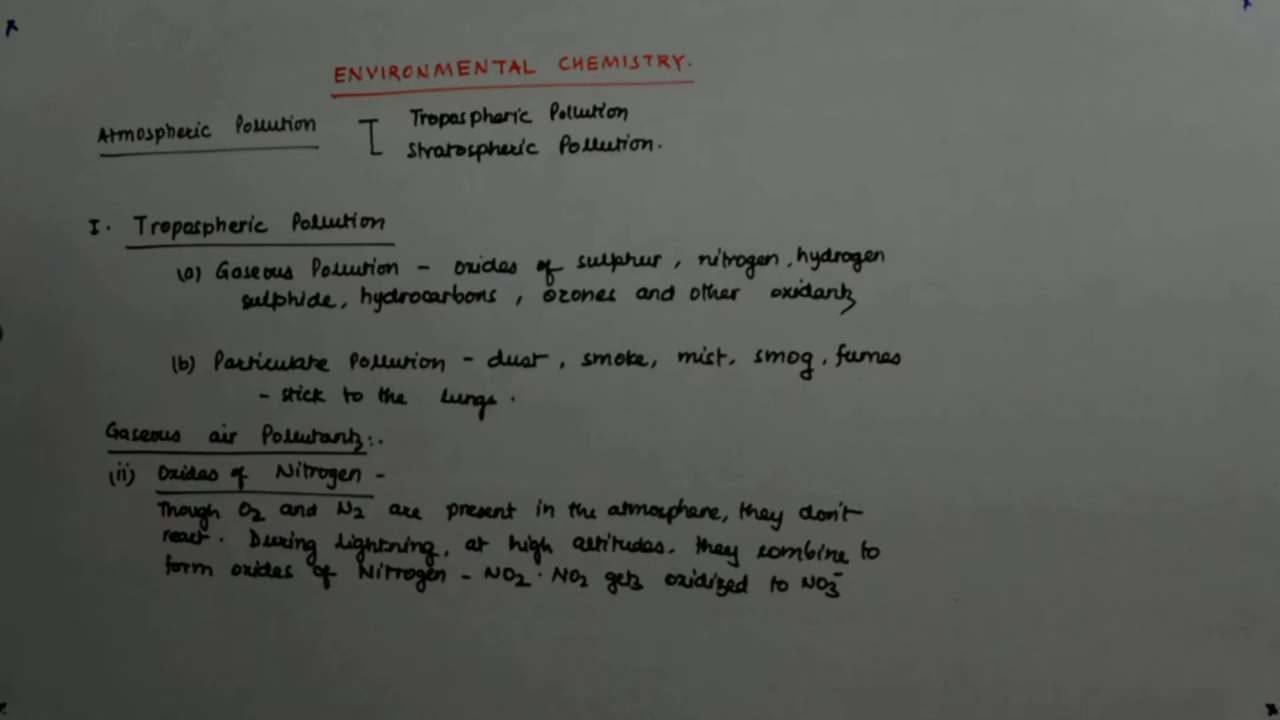 ENVIRONMENTAL CHEMISTRY.
Atmospheric Pollution
Tropospheric Pollution
Stratospheric Pollution.
I. Tropospheric Pollution
(a) Gaseous Pollution - oxides of sulphur, nitrogen, hydrogen
sulphide, hydrocarbons, ozones and other oxidants
(b) Particulate Pollution - dust, smoke, mist, smog, fumes
- stick to the lungs.
Gaseous air Pollutants:-
(ii) Oxides of Nitrogen -
Though O₂ and N₂ are present in the atmosphere, they don't
react. During lightning, at high altitudes, they combine to
form oxides of Nitrogen - NO₂. NO₂ gets oxidized to NO₃⁻